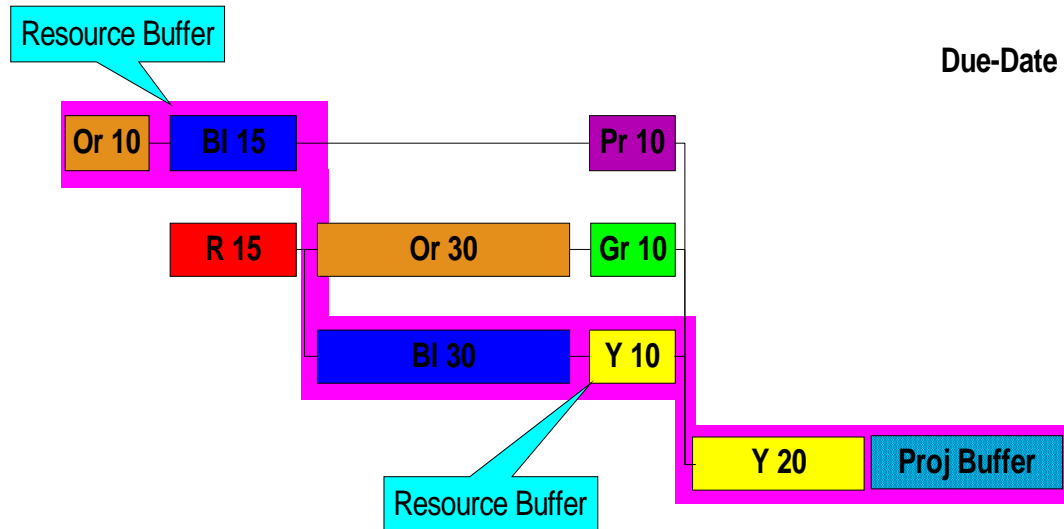 Resource Buffer
Due-Date
Or 10
Bl 15
Pr 10
R 15
Or 30
Gr 10
Bl 30
Y 10
Y 20
Proj Buffer
Resource Buffer